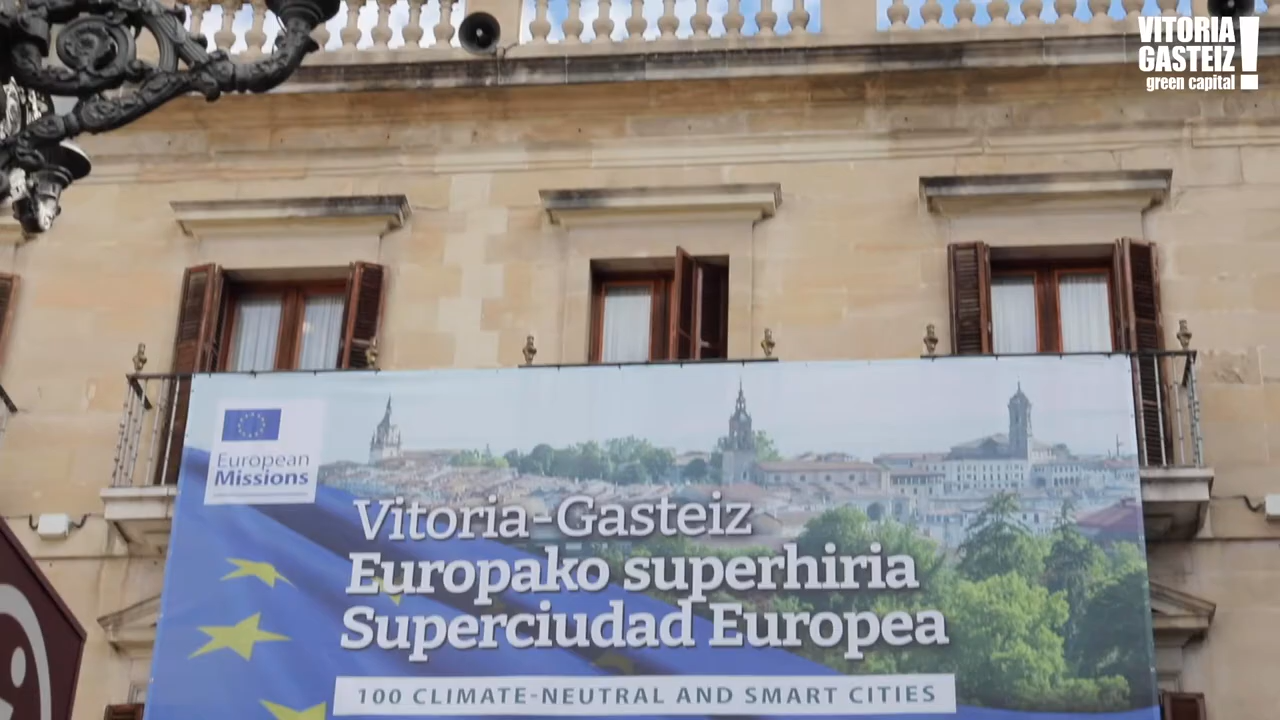 VITORIA
GASTEIZ!
green capital
European
Missions
Vitoria-Gasteiz
Europako superhiria
Superciudad Europea
100 CLIMATE-NEUTRAL AND SMART CITIES